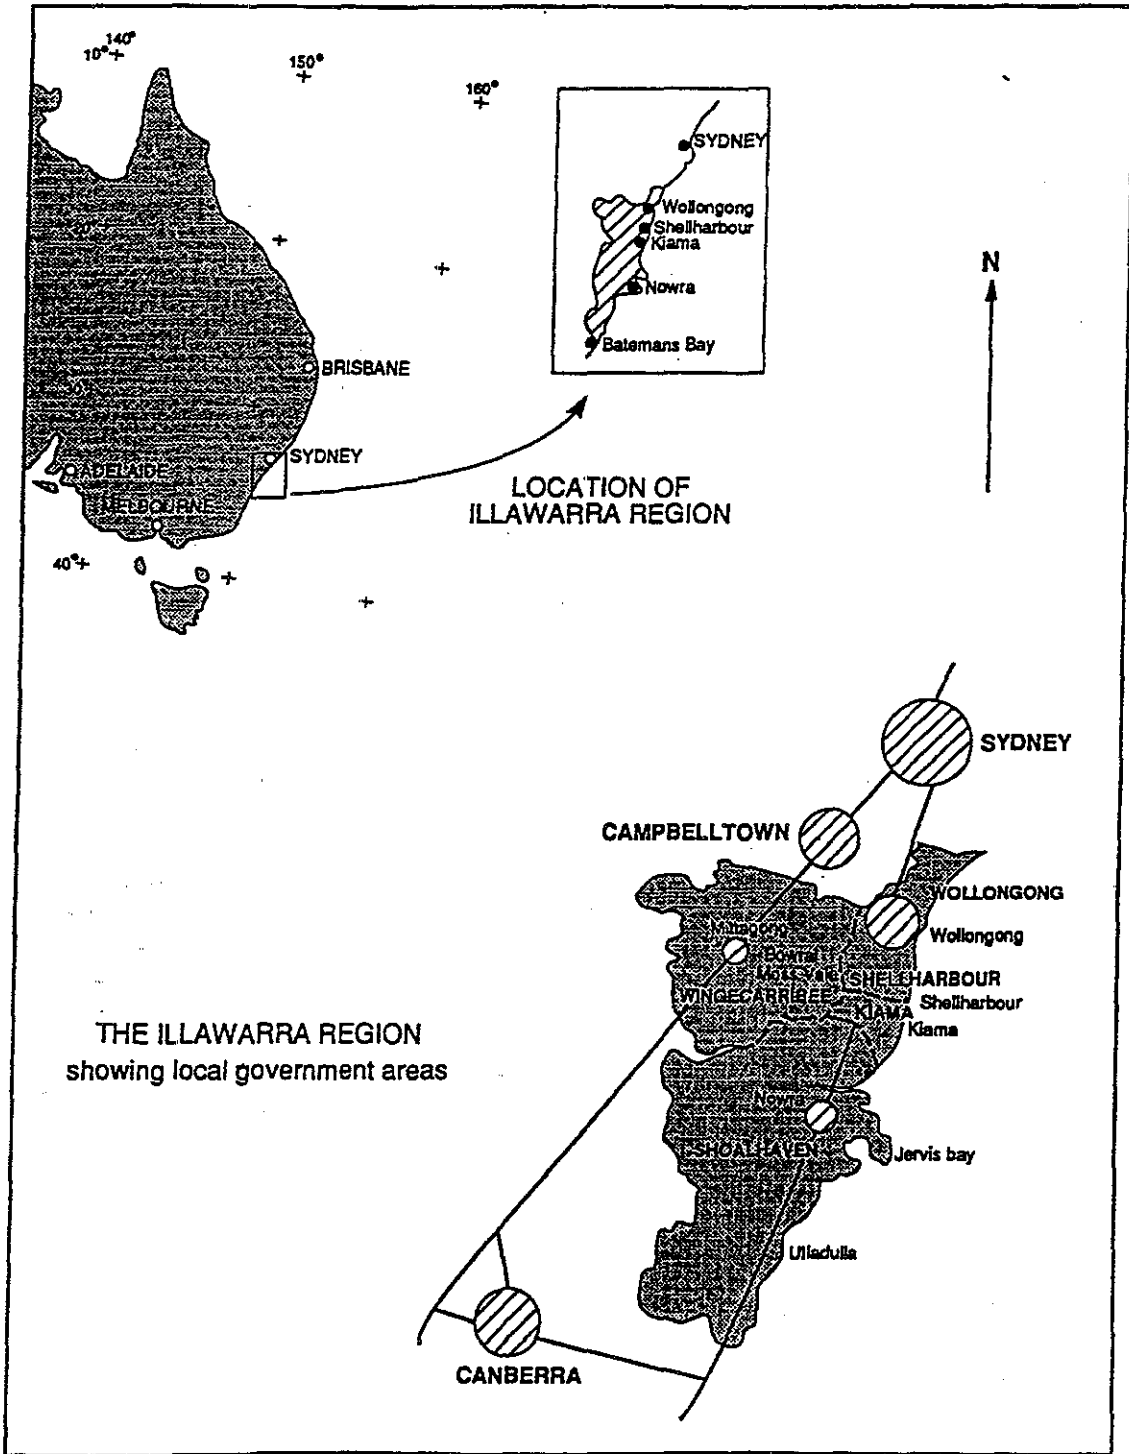 140°
10°
150°
160°
SYDNEY
Wollongong
Shellharbour
Kiama
Nowra
Batemans Bay
N
BRISBANE
SYDNEY
ADELAIDE
MELBOURNE
LOCATION OF
ILLAWARRA REGION
40°
SYDNEY
CAMPBELLTOWN
WOLLONGONG
Wollongong
Mittagong
Bowral
Moss Vale
SHELLHARBOUR
WINGECARRIBEE
Shellharbour
KIAMA
Kiama
THE ILLAWARRA REGION
showing local government areas
Nowra
SHOALHAVEN
Jervis bay
Ulladulla
CANBERRA